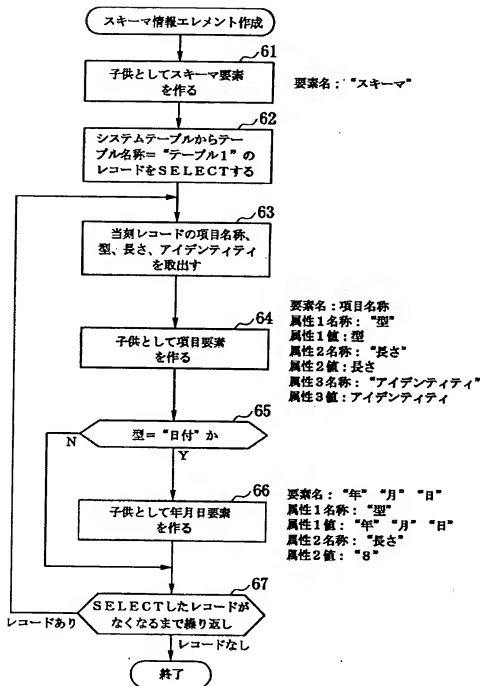 スキーマ情報エレメント作成
61
子供としてスキーマ要素
を作る
要素名：“スキーマ”
62
システムテーブルからテー
ブル名称＝“テーブル1”の
レコードをSELECTする
63
当刻レコードの項目名称、
型、長さ、アイデンティティ
を取出す
64
子供として項目要素
を作る
要素名：項目名称
属性1名称：“型”
属性1値：型
属性2名称：“長さ”
属性2値：長さ
属性3名称：“アイデンティティ”
属性3値：アイデンティティ
65
型＝“日付”か
N
Y
66
子供として年月日要素
を作る
要素名：“年”“月”“日”
属性1名称：“型”
属性1値：“年”“月”“日”
属性2名称：“長さ”
属性2値：“8”
67
SELECTしたレコードが
なくなるまで繰り返し
レコードあり
レコードなし
終了